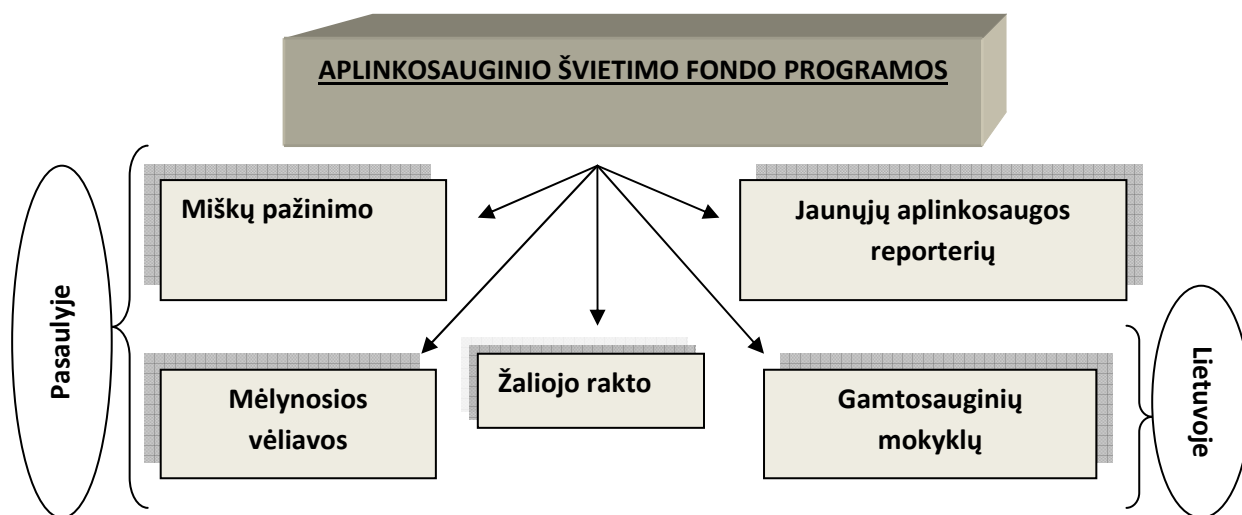 APLINKOSAUGINIO ŠVIETIMO FONDO PROGRAMOS
Pasaulyje
Miškų pažinimo
Jaunųjų aplinkosaugos
reporterių
Mėlynosios
vėliavos
Žaliojo rakto
Gamtosauginių
mokyklų
Lietuvoje